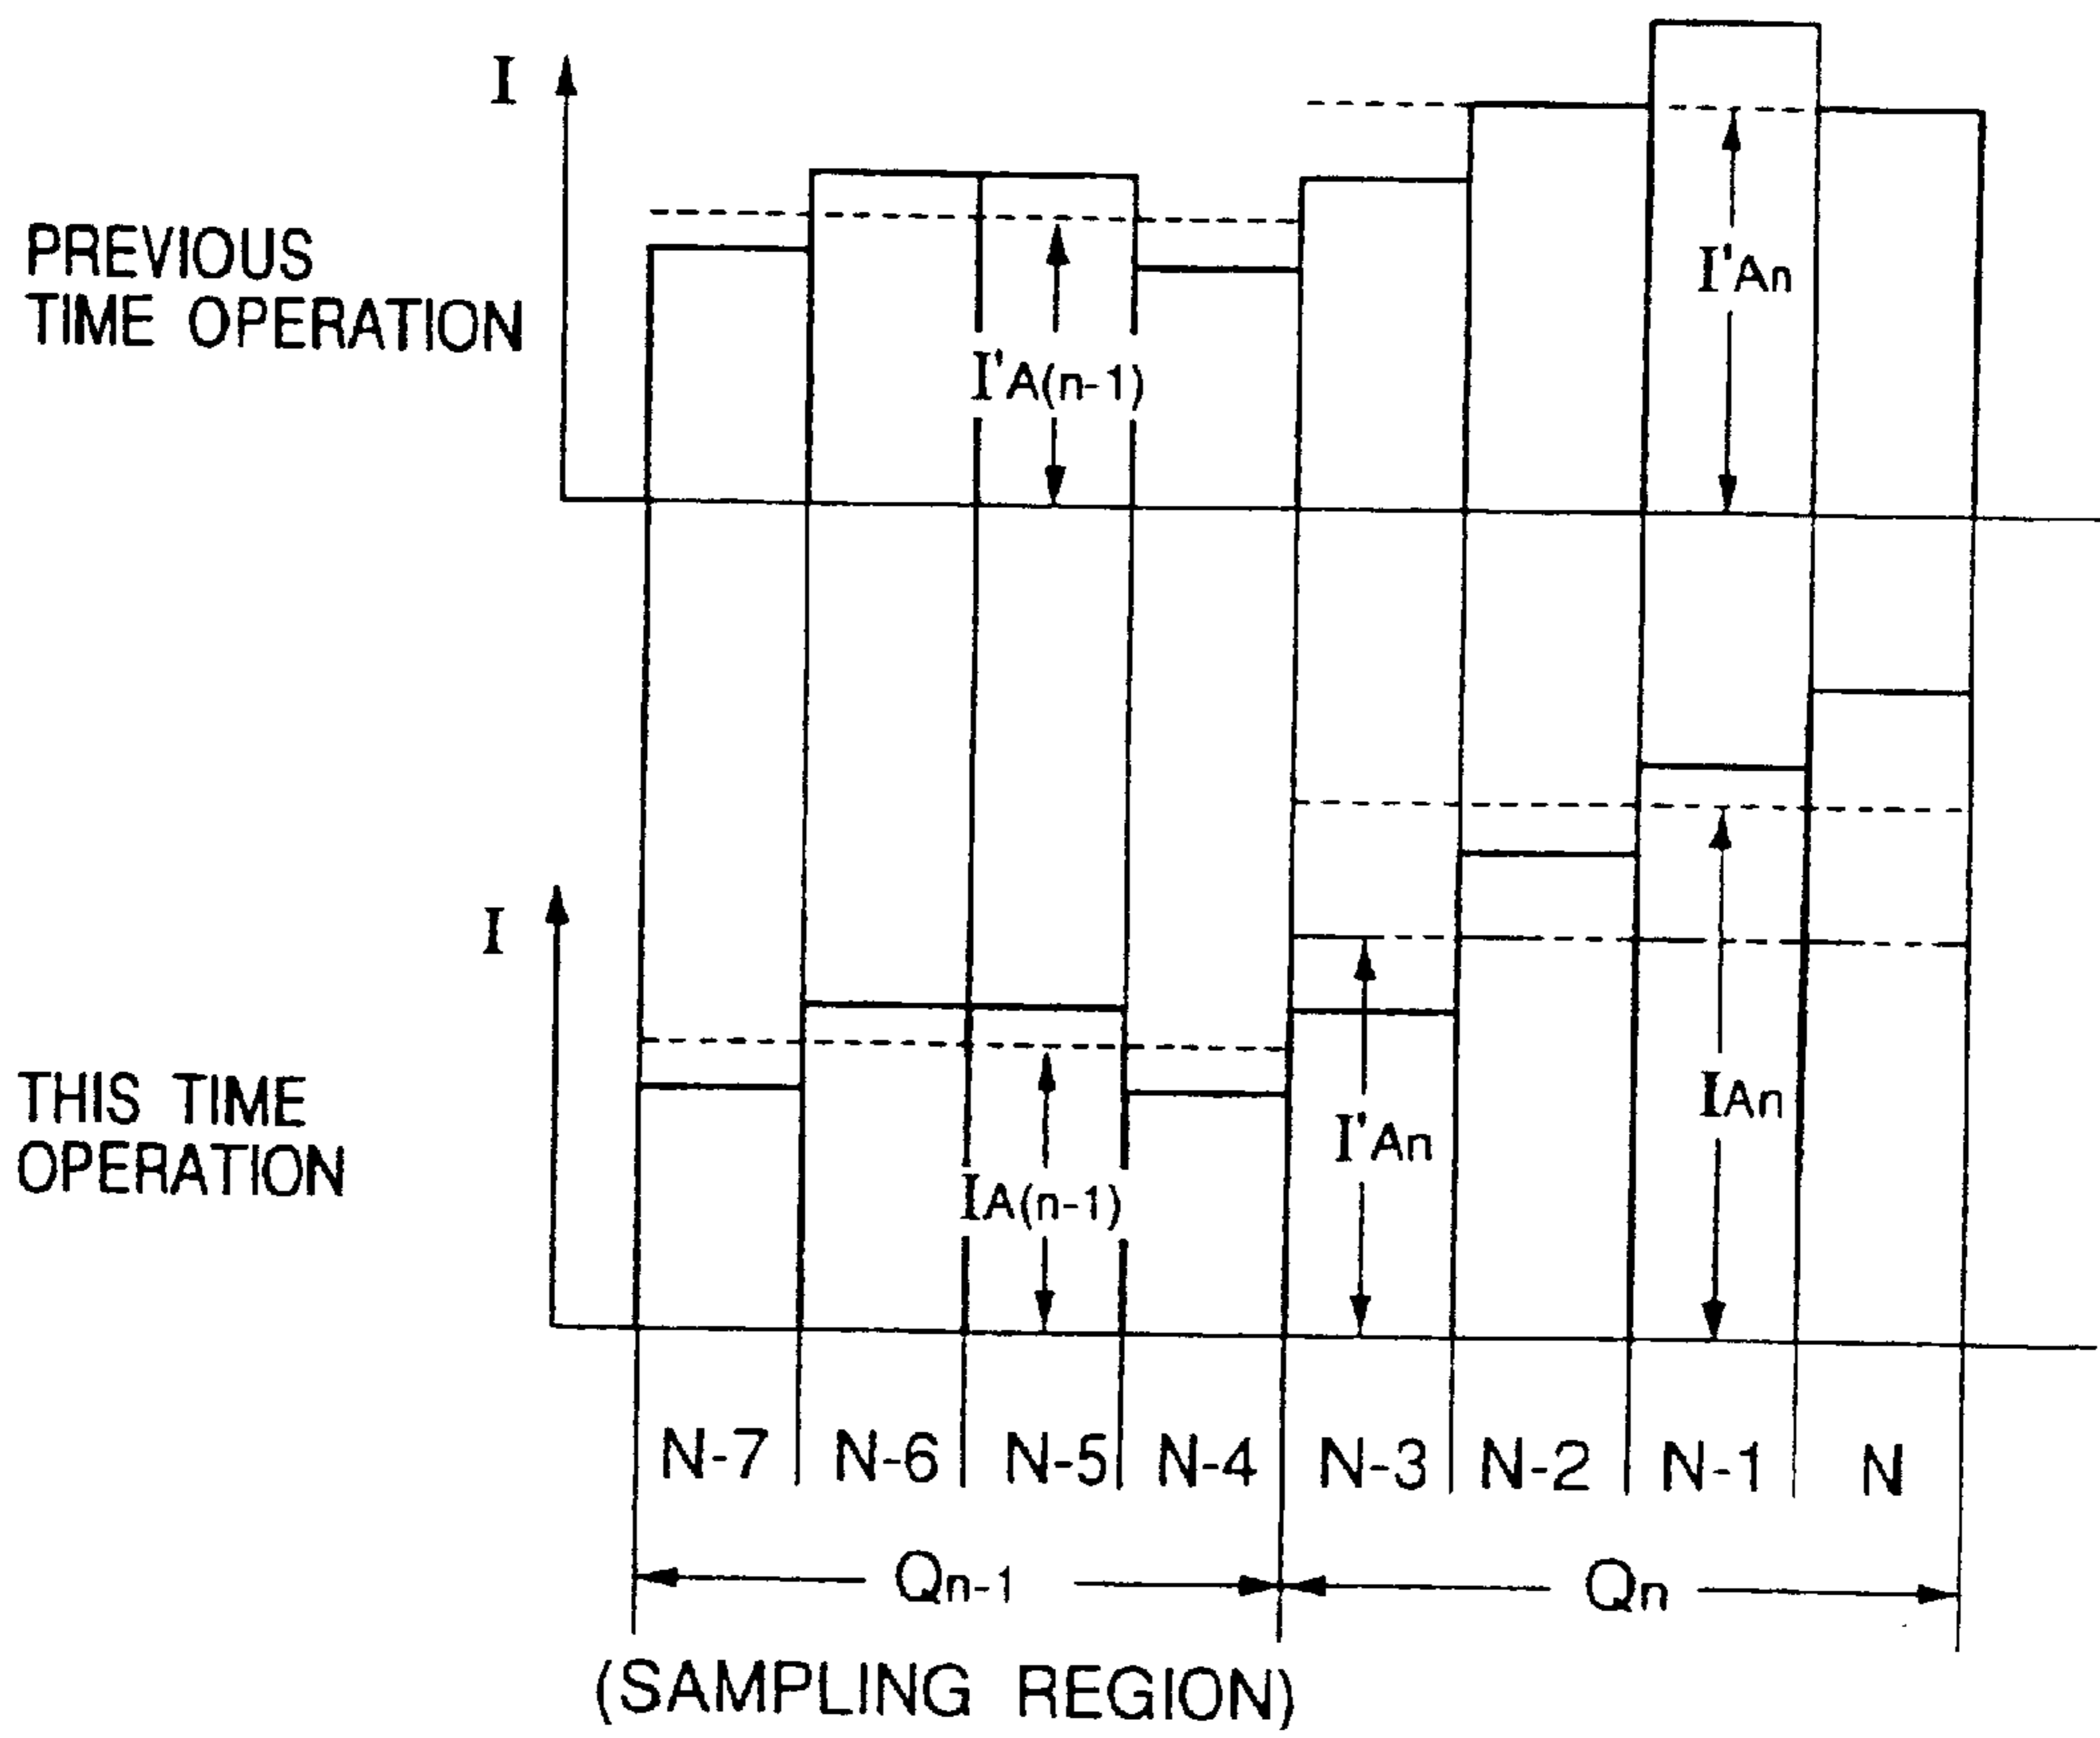 I
PREVIOUS
TIME OPERATION
I'A(n-1)
I'An
I
THIS TIME
OPERATION
IA(n-1)
I'An
IAn
N-7 N-6 N-5 N-4 N-3 N-2 N-1 N
Qn-1 Qn
(SAMPLING REGION)